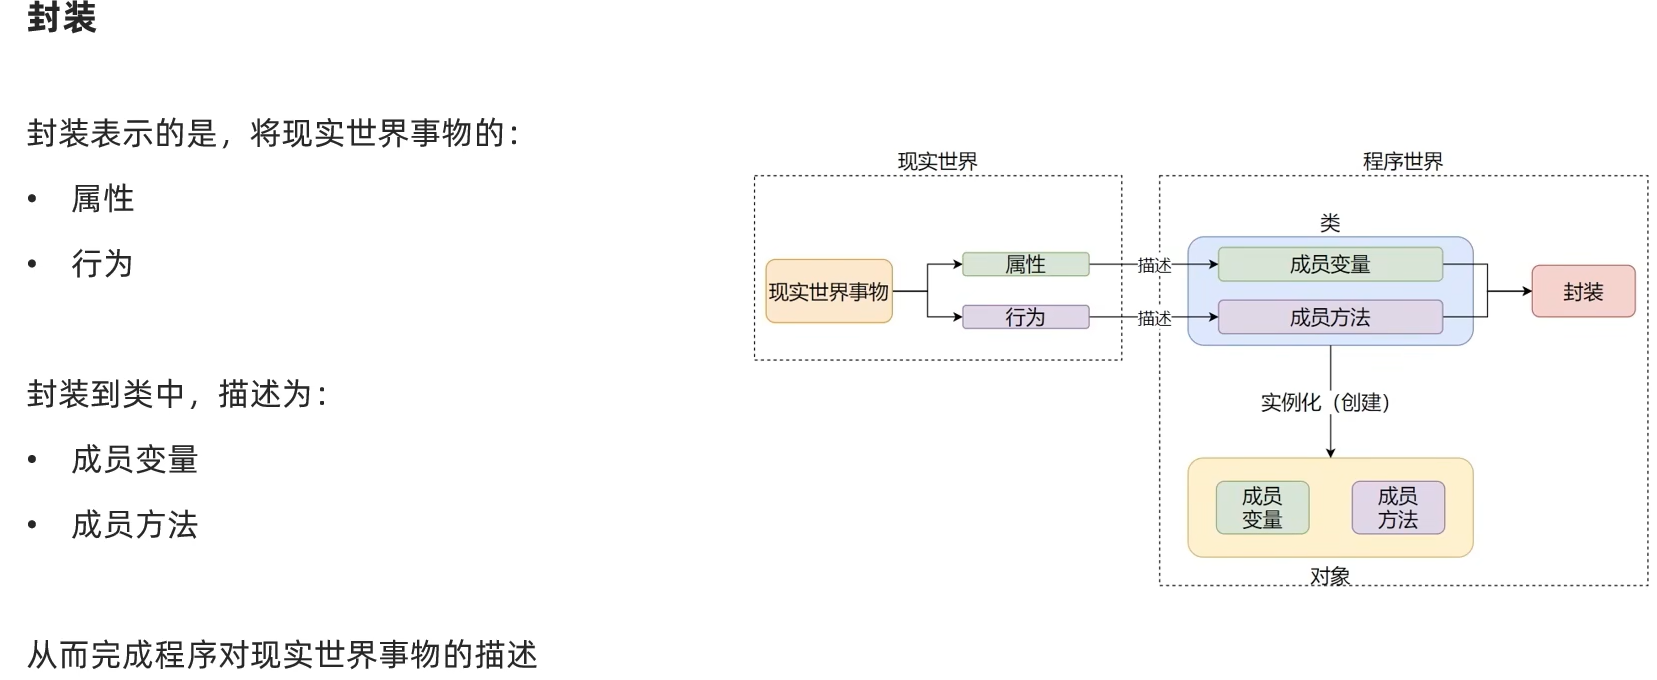 封装
封装表示的是，将现实世界事物的：
• 属性
• 行为
封装到类中，描述为：
• 成员变量
• 成员方法
从而完成程序对现实世界事物的描述
现实世界
现实世界事物
属性
行为
描述
描述
程序世界
类
成员变量
成员方法
封装
实例化（创建）
成员
变量
成员
方法
对象